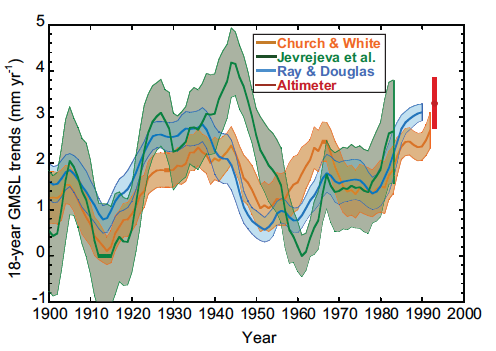 5
4
3
2
1
0
-1
18-year GMSL trends (mm yr-1)
Church & White
Jevrejeva et al.
Ray & Douglas
Altimeter
1900 1910 1920 1930 1940 1950 1960 1970 1980 1990 2000
Year